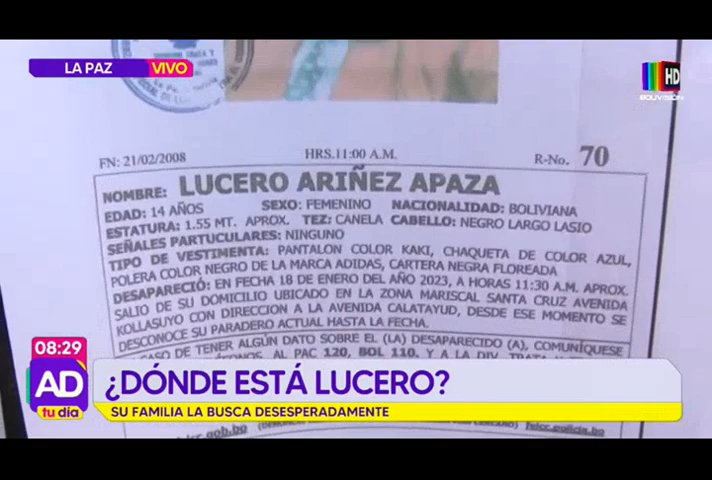 LA PAZ VIVO
HD
BOLIVISIÓN
FN: 21/02/2008 HRS.11:00 A.M. R-No. 70
NOMBRE: LUCERO ARIÑEZ APAZA
EDAD: 14 AÑOS SEXO: FEMENINO NACIONALIDAD: BOLIVIANA
ESTATURA: 1.55 MT. APROX. TEZ: CANELA CABELLO: NEGRO LARGO LASIO
SEÑALES PARTICULARES: NINGUNO
TIPO DE VESTIMENTA: PANTALON COLOR KAKI, CHAQUETA DE COLOR AZUL,
POLERA COLOR NEGRO DE LA MARCA ADIDAS, CARTERA NEGRA FLOREADA
DESAPARECIÓ: EN FECHA 18 DE ENERO DEL AÑO 2023, A HORAS 11:30 A.M. APROX.
SALIO DE SU DOMICILIO UBICADO EN LA ZONA MARISCAL SANTA CRUZ AVENIDA
KOLLASUYO CON DIRECCION A LA AVENIDA CALATAYUD, DESDE ESE MOMENTO SE
DESCONOCE SU PARADERO ACTUAL HASTA LA FECHA.
CASO DE TENER ALGÚN DATO SOBRE EL (LA) DESAPARECIDO (A), COMUNÍQUESE
AL PAC 120, BOL 110. Y A LA DIV.
08:29
AD
tu día
¿DÓNDE ESTÁ LUCERO?
SU FAMILIA LA BUSCA DESESPERADAMENTE